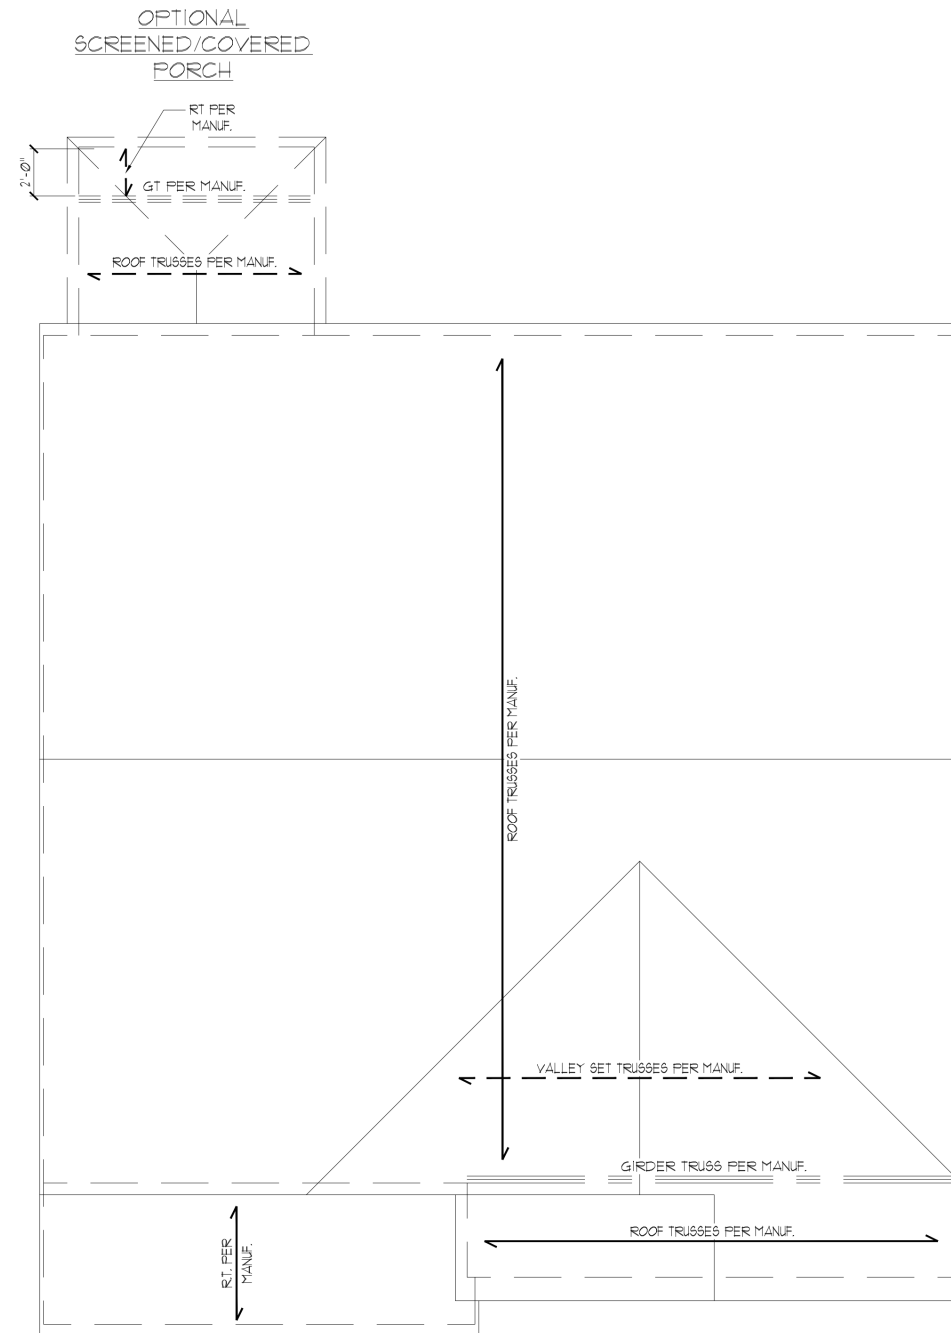 OPTIONAL
SCREENED/COVERED
PORCH
RT PER
MANUF.
2'-0"
GT PER MANUF.
ROOF TRUSSES PER MANUF.
ROOF TRUSSES PER MANUF.
VALLEY SET TRUSSES PER MANUF.
GIRDER TRUSS PER MANUF.
ROOF TRUSSES PER MANUF.
RT. PER
MANUF.